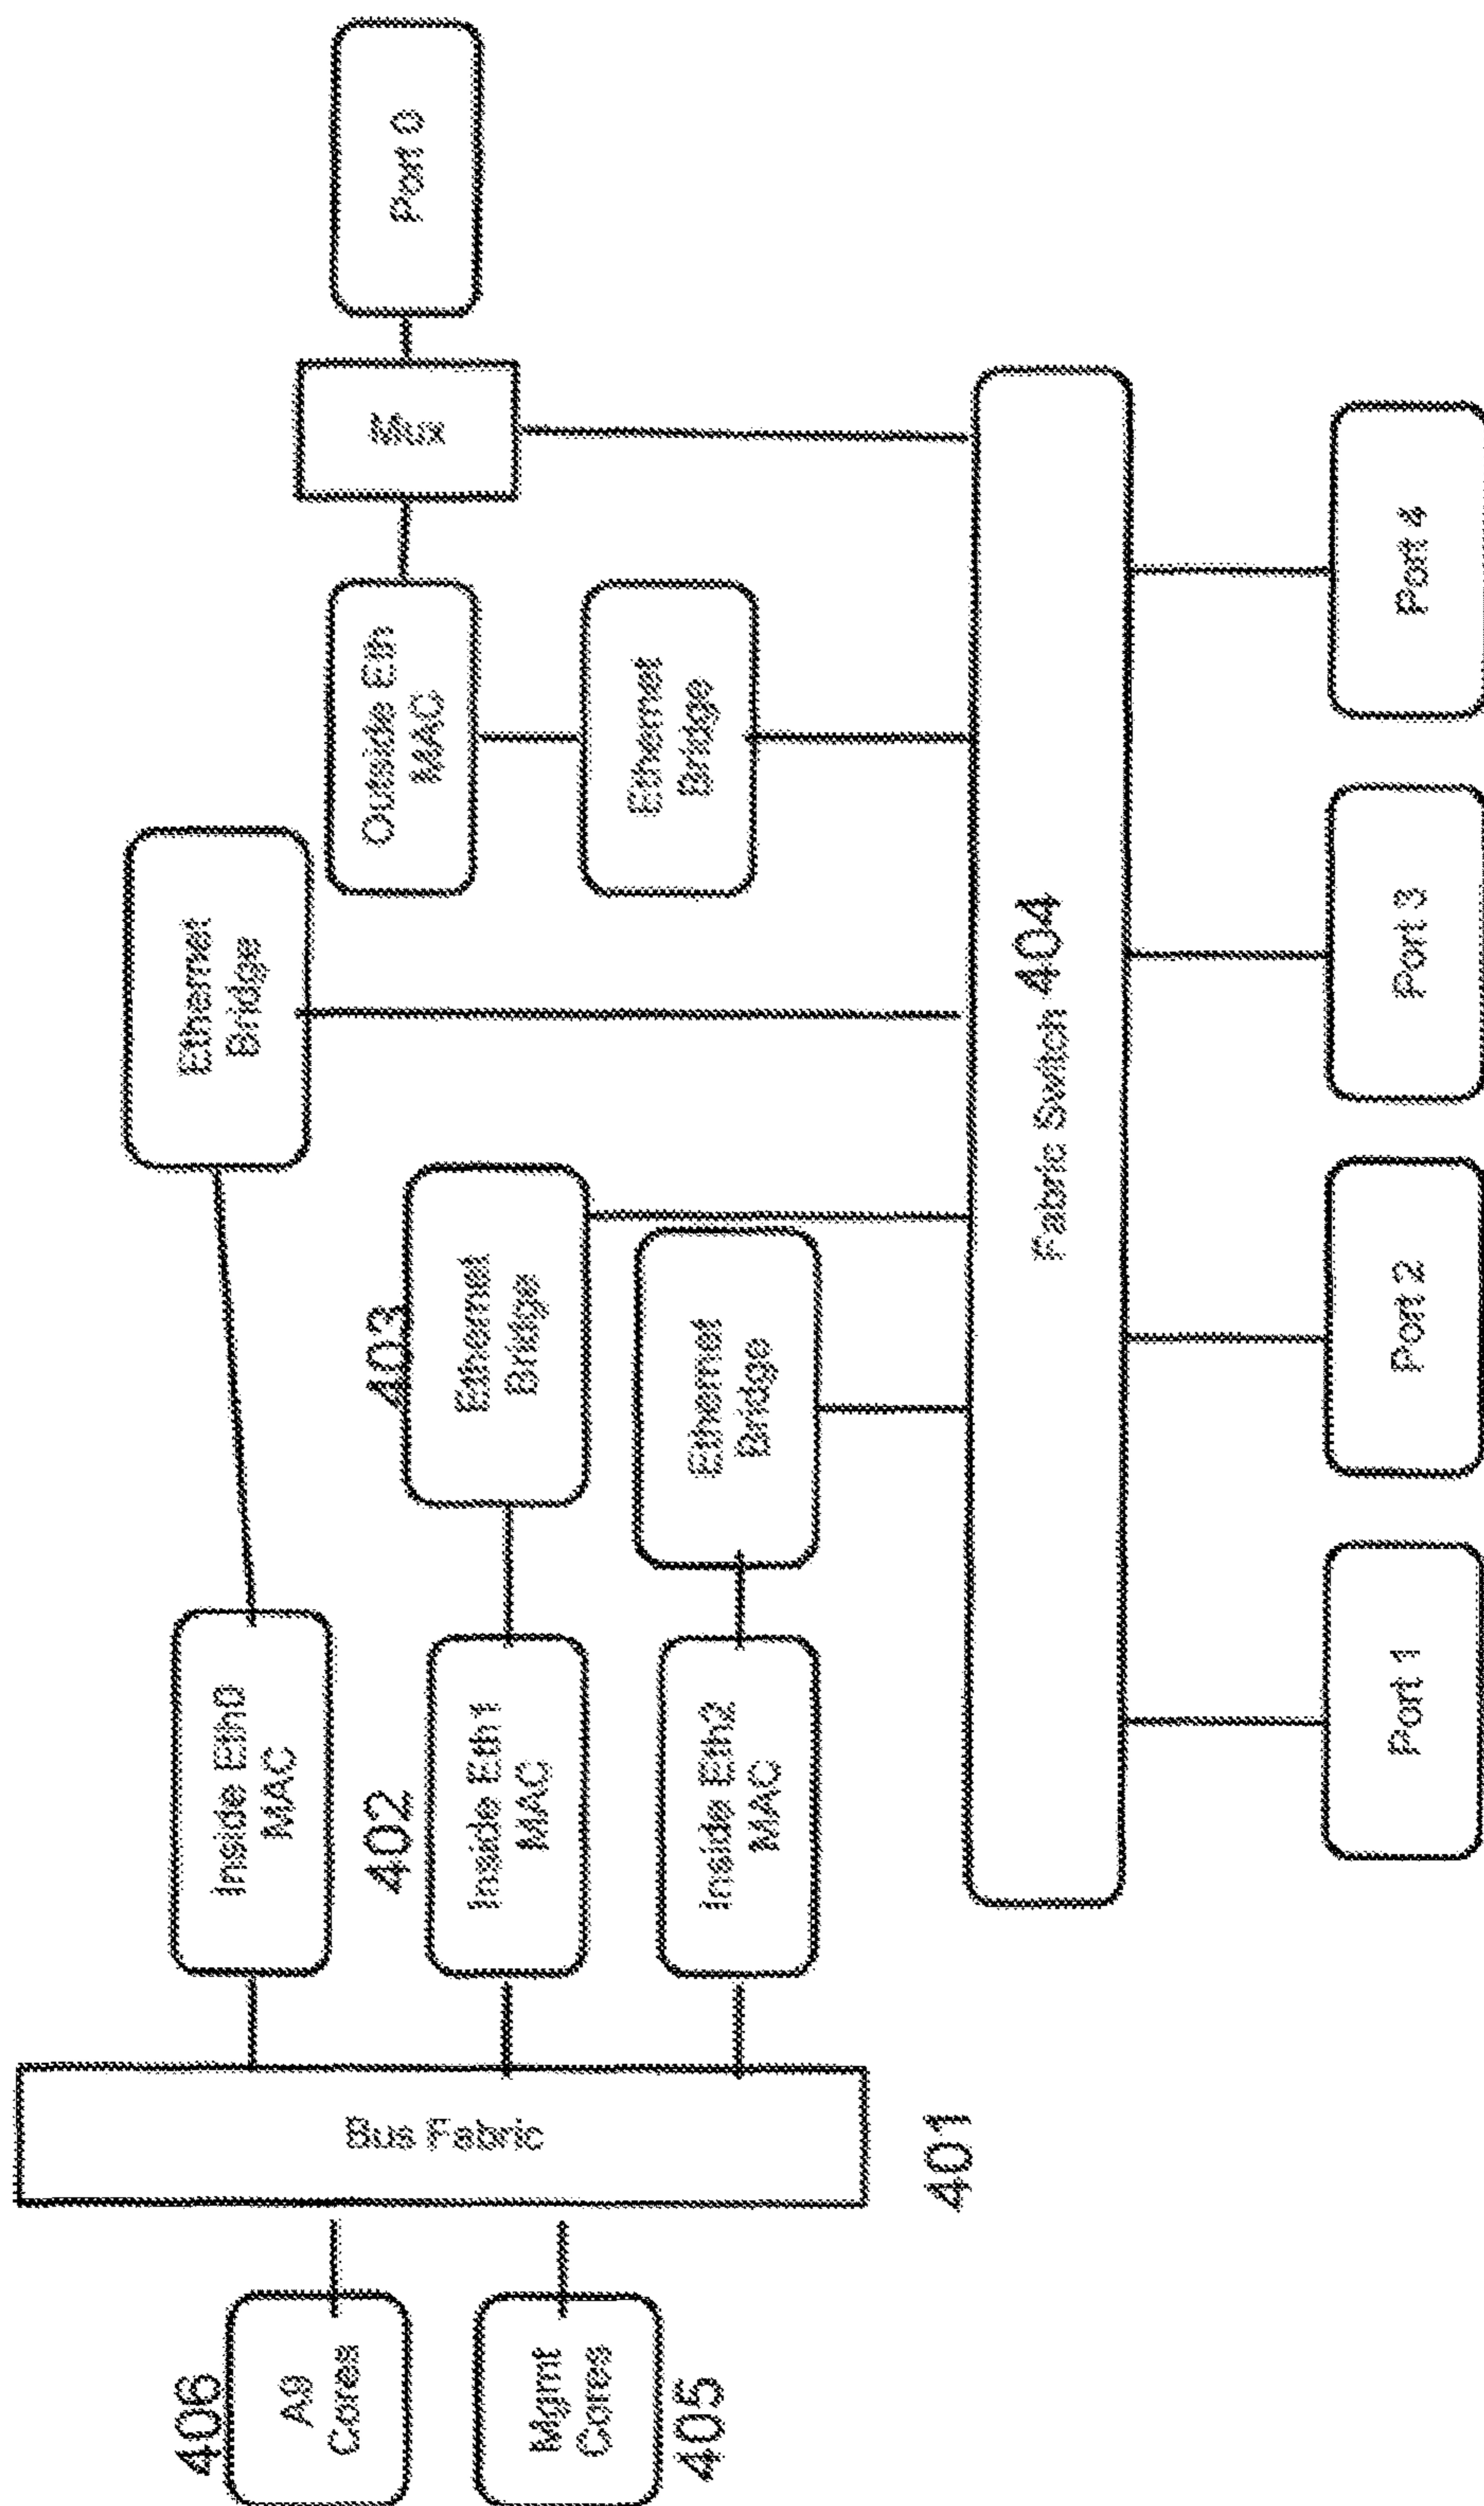 406
A9
Cores
Mgmt
Cores
405
Bus Fabric
401
Inside Eth0
MAC
402
Inside Eth1
MAC
Inside Eth2
MAC
403
Ethernet
Bridge
Ethernet
Bridge
Ethernet
Bridge
Outside Eth
MAC
Ethernet
Bridge
Mux
Port 0
Fabric Switch 404
Port 1
Port 2
Port 3
Port 4